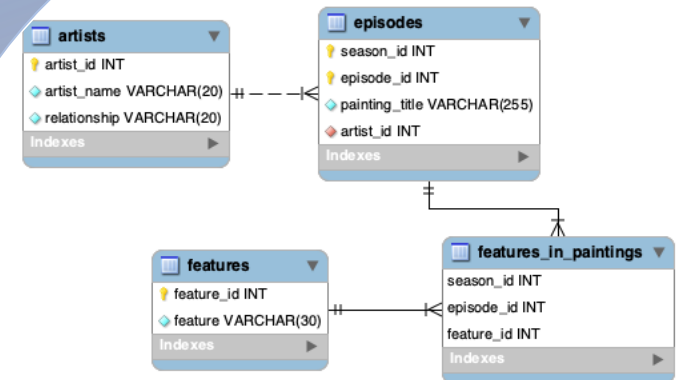 artists
artist_id INT
artist_name VARCHAR(20)
relationship VARCHAR(20)
Indexes
episodes
season_id INT
episode_id INT
painting_title VARCHAR(255)
artist_id INT
Indexes
features
feature_id INT
feature VARCHAR(30)
Indexes
features_in_paintings
season_id INT
episode_id INT
feature_id INT
Indexes